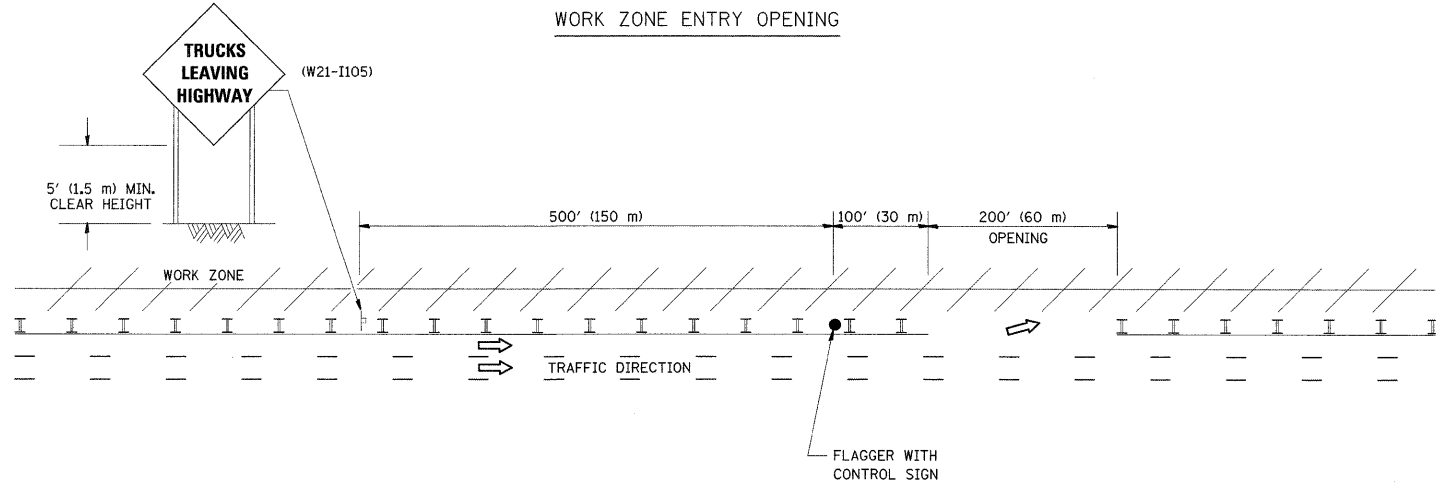 WORK ZONE ENTRY OPENING
TRUCKS
LEAVING
HIGHWAY
(W21-I105)
5' (1.5 m) MIN.
CLEAR HEIGHT
500' (150 m)
100' (30 m)
200' (60 m)
OPENING
WORK ZONE
TRAFFIC DIRECTION
FLAGGER WITH
CONTROL SIGN